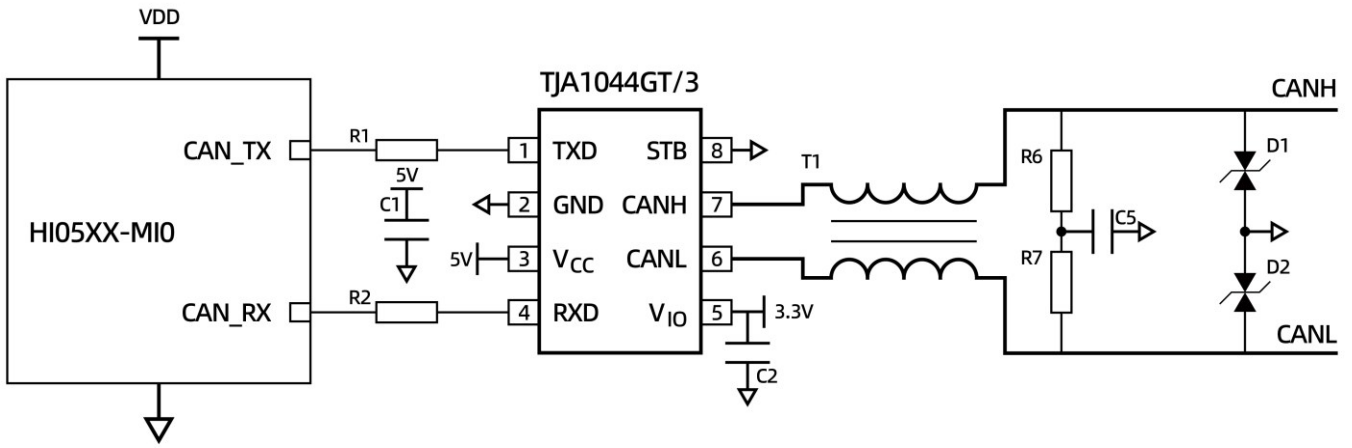 VDD
TJA1044GT/3
CANH
CAN_TX
R1
1
TXD
STB
8
T1
R6
D1
5V
C1
2
GND
CANH
7
C5
HI05XX-MI0
5V
3
VCC
CANL
6
R7
D2
CAN_RX
R2
4
RXD
VIO
5
3.3V
CANL
C2